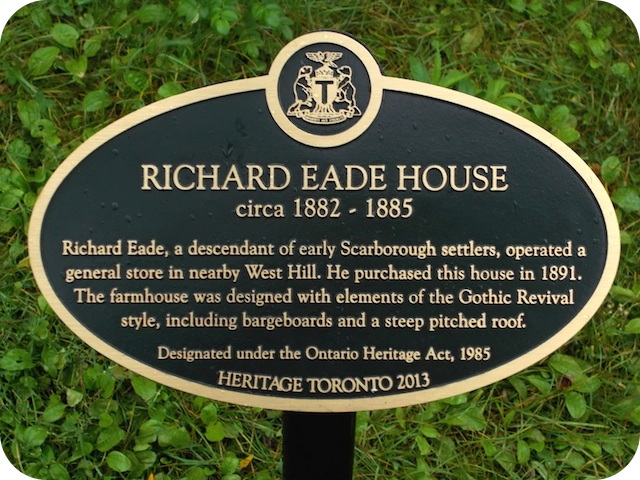 T
RICHARD EADE HOUSE
circa 1882 - 1885
Richard Eade, a descendant of early Scarborough settlers, operated a
general store in nearby West Hill. He purchased this house in 1891.
The farmhouse was designed with elements of the Gothic Revival
style, including bargeboards and a steep pitched roof.
Designated under the Ontario Heritage Act, 1985
HERITAGE TORONTO 2013